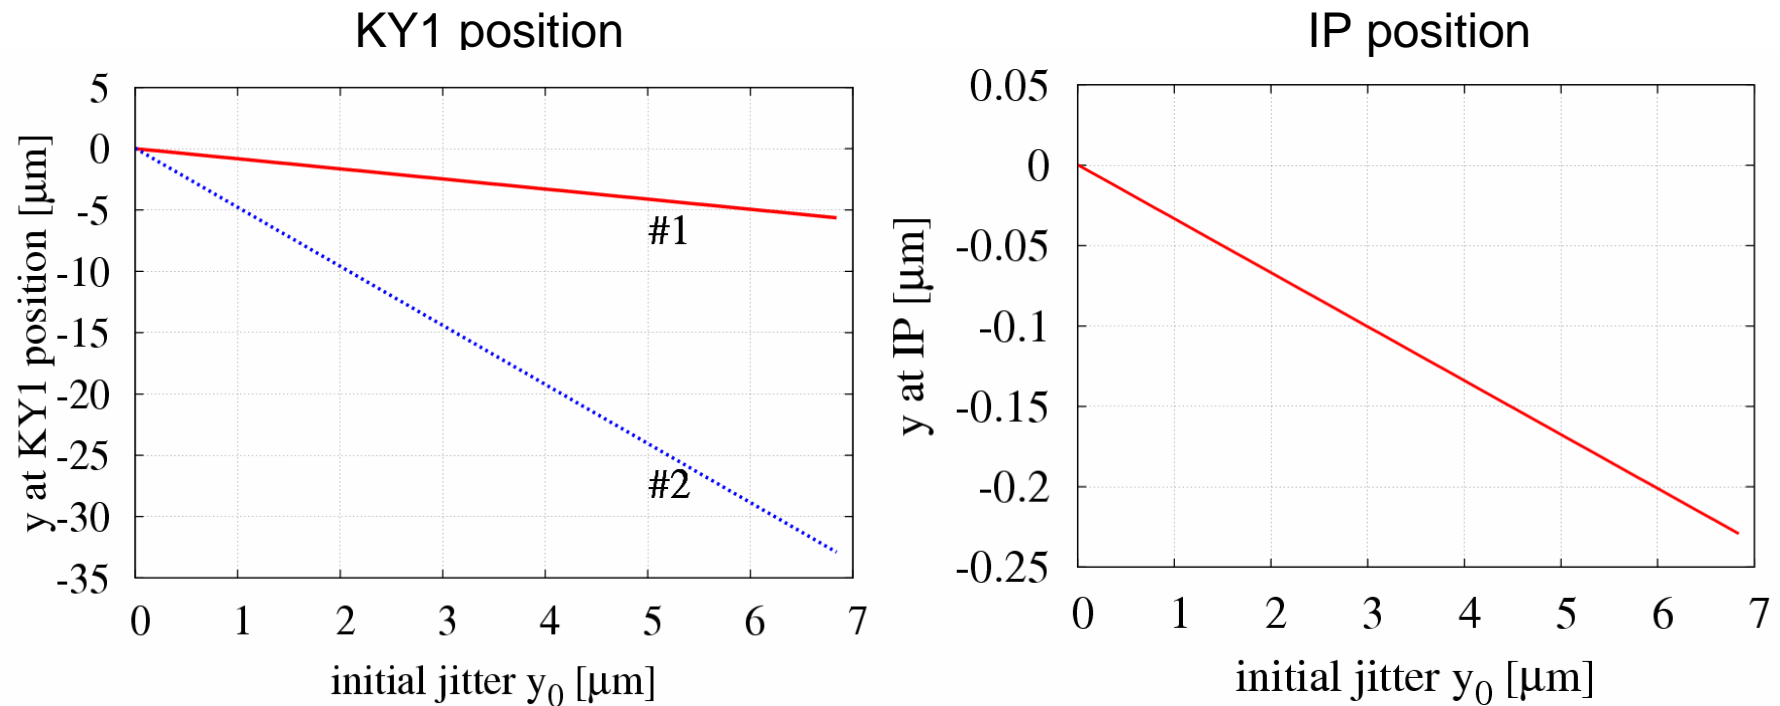 KY1 position
y at KY1 position [μm]
5
0
-5
-10
-15
-20
-25
-30
-35
#1
#2
0 1 2 3 4 5 6 7
initial jitter y0 [μm]
IP position
y at IP [μm]
0.05
0
-0.05
-0.1
-0.15
-0.2
-0.25
0 1 2 3 4 5 6 7
initial jitter y0 [μm]